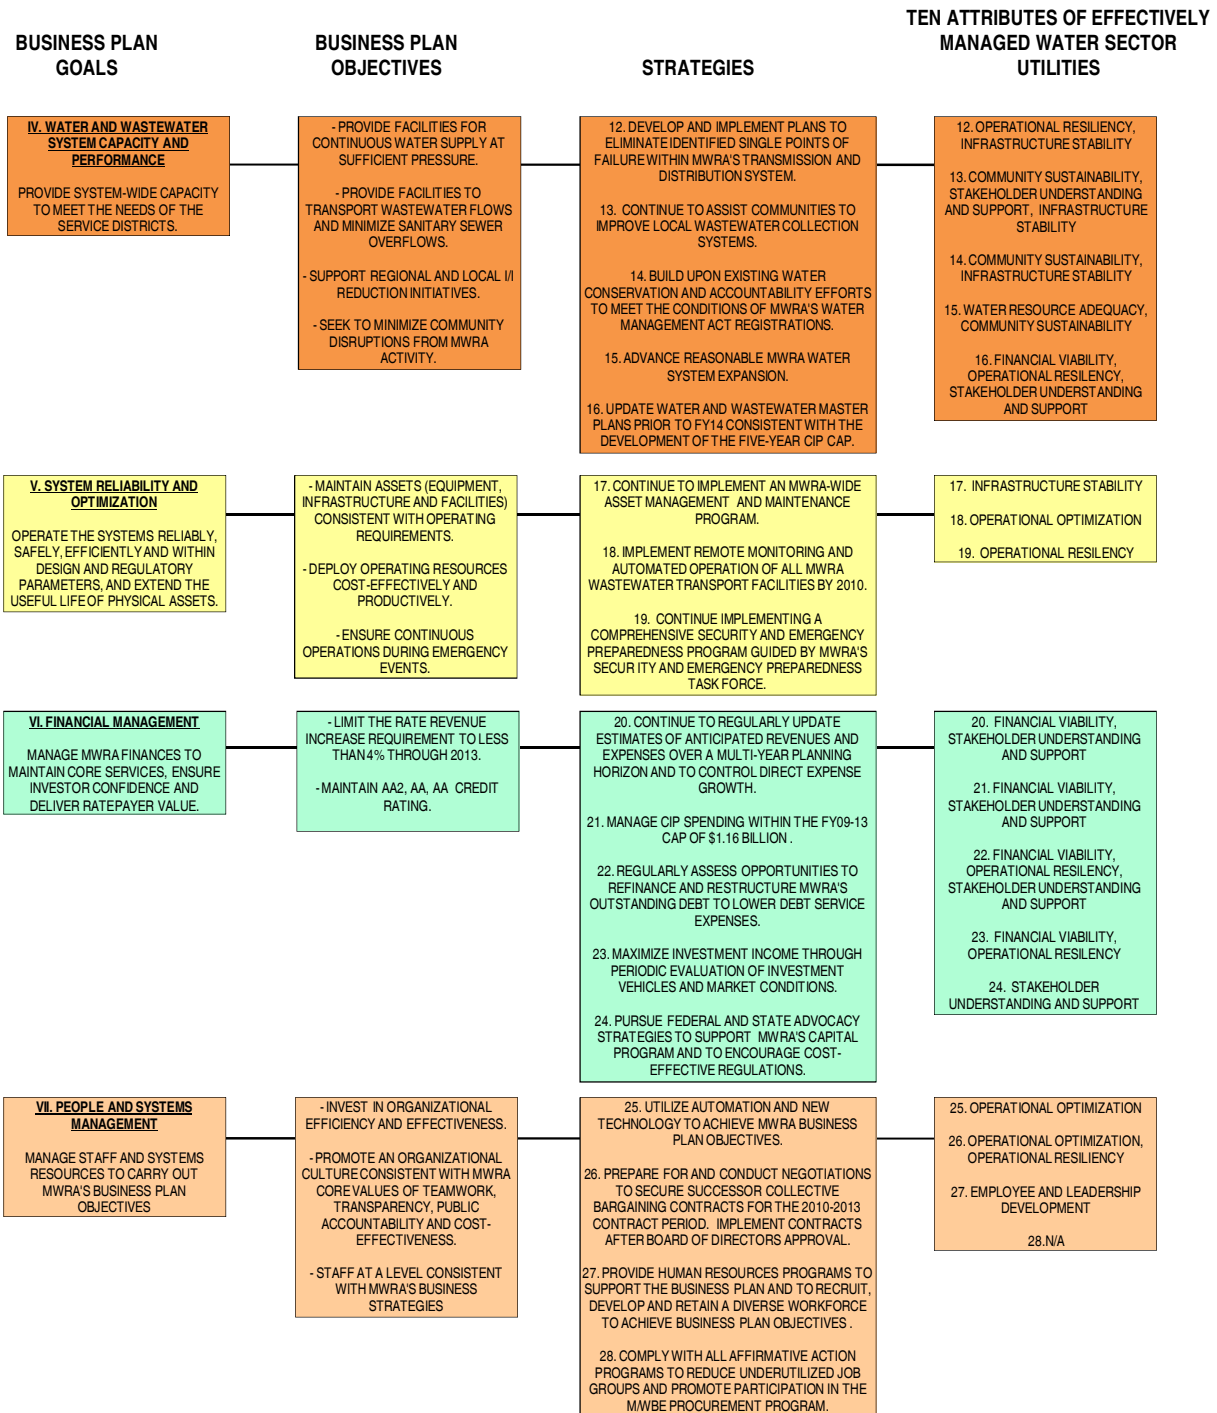 BUSINESS PLAN
GOALS
BUSINESS PLAN
OBJECTIVES
STRATEGIES
TEN ATTRIBUTES OF EFFECTIVELY
MANAGED WATER SECTOR
UTILITIES
IV. WATER AND WASTEWATER
SYSTEM CAPACITY AND
PERFORMANCE
PROVIDE SYSTEM-WIDE CAPACITY
TO MEET THE NEEDS OF THE
SERVICE DISTRICTS.
- PROVIDE FACILITIES FOR
CONTINUOUS WATER SUPPLY AT
SUFFICIENT PRESSURE.
- PROVIDE FACILITIES TO
TRANSPORT WASTEWATER FLOWS
AND MINIMIZE SANITARY SEWER
OVERFLOWS.
- SUPPORT REGIONAL AND LOCAL I/I
REDUCTION INITIATIVES.
- SEEK TO MINIMIZE COMMUNITY
DISRUPTIONS FROM MWRA
ACTIVITY.
12. DEVELOP AND IMPLEMENT PLANS TO
ELIMINATE IDENTIFIED SINGLE POINTS OF
FAILURE WITHIN MWRA'S TRANSMISSION AND
DISTRIBUTION SYSTEM.
13. CONTINUE TO ASSIST COMMUNITIES TO
IMPROVE LOCAL WASTEWATER COLLECTION
SYSTEMS.
14. BUILD UPON EXISTING WATER
CONSERVATION AND ACCOUNTABILITY EFFORTS
TO MEET THE CONDITIONS OF MWRA'S WATER
MANAGEMENT ACT REGISTRATIONS.
15. ADVANCE REASONABLE MWRA WATER
SYSTEM EXPANSION.
16. UPDATE WATER AND WASTEWATER MASTER
PLANS PRIOR TO FY14 CONSISTENT WITH THE
DEVELOPMENT OF THE FIVE-YEAR CIP CAP.
12. OPERATIONAL RESILIENCY,
INFRASTRUCTURE STABILITY
13. COMMUNITY SUSTAINABILITY,
STAKEHOLDER UNDERSTANDING
AND SUPPORT, INFRASTRUCTURE
STABILITY
14. COMMUNITY SUSTAINABILITY,
INFRASTRUCTURE STABILITY
15. WATER RESOURCE ADEQUACY,
COMMUNITY SUSTAINABILITY
16. FINANCIAL VIABILITY,
OPERATIONAL RESILENCY,
STAKEHOLDER UNDERSTANDING
AND SUPPORT
V. SYSTEM RELIABILITY AND
OPTIMIZATION
OPERATE THE SYSTEMS RELIABLY,
SAFELY, EFFICIENTLY AND WITHIN
DESIGN AND REGULATORY
PARAMETERS, AND EXTEND THE
USEFUL LIFE OF PHYSICAL ASSETS.
- MAINTAIN ASSETS (EQUIPMENT,
INFRASTRUCTURE AND FACILITIES)
CONSISTENT WITH OPERATING
REQUIREMENTS.
- DEPLOY OPERATING RESOURCES
COST-EFFECTIVELY AND
PRODUCTIVELY.
- ENSURE CONTINUOUS
OPERATIONS DURING EMERGENCY
EVENTS.
17. CONTINUE TO IMPLEMENT AN MWRA-WIDE
ASSET MANAGEMENT AND MAINTENANCE
PROGRAM.
18. IMPLEMENT REMOTE MONITORING AND
AUTOMATED OPERATION OF ALL MWRA
WASTEWATER TRANSPORT FACILITIES BY 2010.
19. CONTINUE IMPLEMENTING A
COMPREHENSIVE SECURITY AND EMERGENCY
PREPAREDNESS PROGRAM GUIDED BY MWRA'S
SECUR ITY AND EMERGENCY PREPAREDNESS
TASK FORCE.
17. INFRASTRUCTURE STABILITY
18. OPERATIONAL OPTIMIZATION
19. OPERATIONAL RESILENCY
VI. FINANCIAL MANAGEMENT
MANAGE MWRA FINANCES TO
MAINTAIN CORE SERVICES, ENSURE
INVESTOR CONFIDENCE AND
DELIVER RATEPAYER VALUE.
- LIMIT THE RATE REVENUE
INCREASE REQUIREMENT TO LESS
THAN 4% THROUGH 2013.
- MAINTAIN AA2, AA, AA CREDIT
RATING.
20. CONTINUE TO REGULARLY UPDATE
ESTIMATES OF ANTICIPATED REVENUES AND
EXPENSES OVER A MULTI-YEAR PLANNING
HORIZON AND TO CONTROL DIRECT EXPENSE
GROWTH.
21. MANAGE CIP SPENDING WITHIN THE FY09-13
CAP OF $1.16 BILLION .
22. REGULARLY ASSESS OPPORTUNITIES TO
REFINANCE AND RESTRUCTURE MWRA'S
OUTSTANDING DEBT TO LOWER DEBT SERVICE
EXPENSES.
23. MAXIMIZE INVESTMENT INCOME THROUGH
PERIODIC EVALUATION OF INVESTMENT
VEHICLES AND MARKET CONDITIONS.
24. PURSUE FEDERAL AND STATE ADVOCACY
STRATEGIES TO SUPPORT MWRA'S CAPITAL
PROGRAM AND TO ENCOURAGE COST-
EFFECTIVE REGULATIONS.
20. FINANCIAL VIABILITY,
STAKEHOLDER UNDERSTANDING
AND SUPPORT
21. FINANCIAL VIABILITY,
STAKEHOLDER UNDERSTANDING
AND SUPPORT
22. FINANCIAL VIABILITY,
OPERATIONAL RESILENCY,
STAKEHOLDER UNDERSTANDING
AND SUPPORT
23. FINANCIAL VIABILITY,
OPERATIONAL RESILENCY
24. STAKEHOLDER
UNDERSTANDING AND SUPPORT
VII. PEOPLE AND SYSTEMS
MANAGEMENT
MANAGE STAFF AND SYSTEMS
RESOURCES TO CARRY OUT
MWRA'S BUSINESS PLAN
OBJECTIVES
- INVEST IN ORGANIZATIONAL
EFFICIENCY AND EFFECTIVENESS.
- PROMOTE AN ORGANIZATIONAL
CULTURE CONSISTENT WITH MWRA
CORE VALUES OF TEAMWORK,
TRANSPARENCY, PUBLIC
ACCOUNTABILITY AND COST-
EFFECTIVENESS.
- STAFF AT A LEVEL CONSISTENT
WITH MWRA'S BUSINESS
STRATEGIES
25. UTILIZE AUTOMATION AND NEW
TECHNOLOGY TO ACHIEVE MWRA BUSINESS
PLAN OBJECTIVES.
26. PREPARE FOR AND CONDUCT NEGOTIATIONS
TO SECURE SUCCESSOR COLLECTIVE
BARGAINING CONTRACTS FOR THE 2010-2013
CONTRACT PERIOD. IMPLEMENT CONTRACTS
AFTER BOARD OF DIRECTORS APPROVAL.
27. PROVIDE HUMAN RESOURCES PROGRAMS TO
SUPPORT THE BUSINESS PLAN AND TO RECRUIT,
DEVELOP AND RETAIN A DIVERSE WORKFORCE
TO ACHIEVE BUSINESS PLAN OBJECTIVES .
28. COMPLY WITH ALL AFFIRMATIVE ACTION
PROGRAMS TO REDUCE UNDERUTILIZED JOB
GROUPS AND PROMOTE PARTICIPATION IN THE
M/WBE PROCUREMENT PROGRAM.
25. OPERATIONAL OPTIMIZATION
26. OPERATIONAL OPTIMIZATION,
OPERATIONAL RESILIENCY
27. EMPLOYEE AND LEADERSHIP
DEVELOPMENT
28.N/A